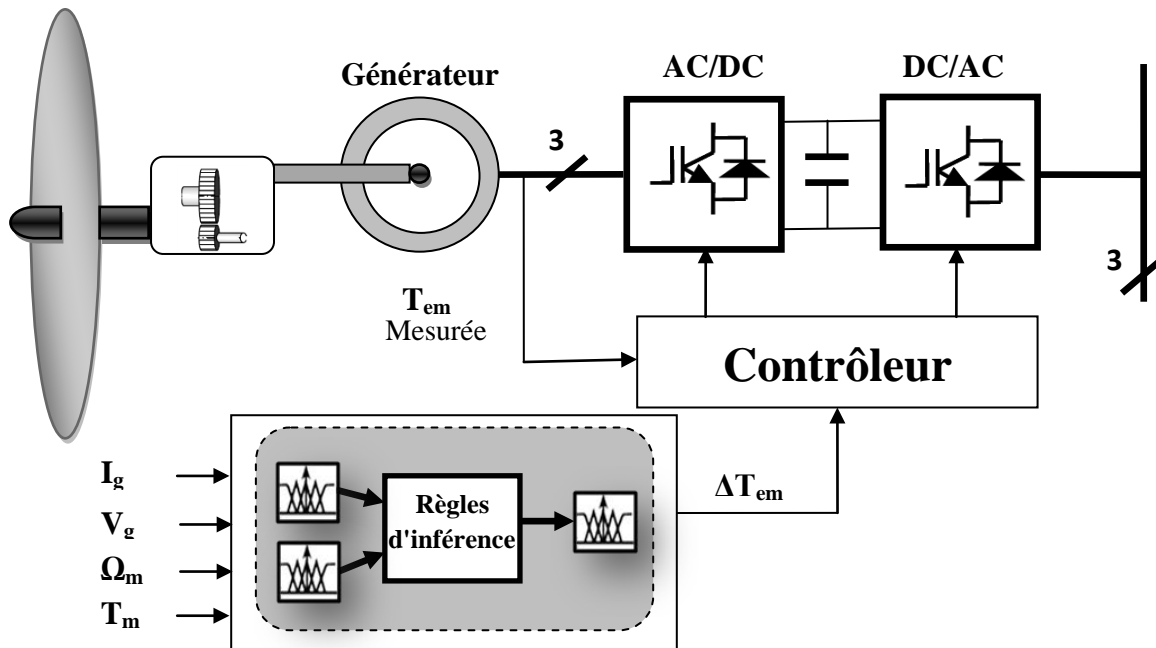 Générateur
AC/DC
DC/AC
3
3
Tem
Mesurée
Contrôleur
Ig
Vg
Ωm
Tm
Règles
d'inférence
ΔTem